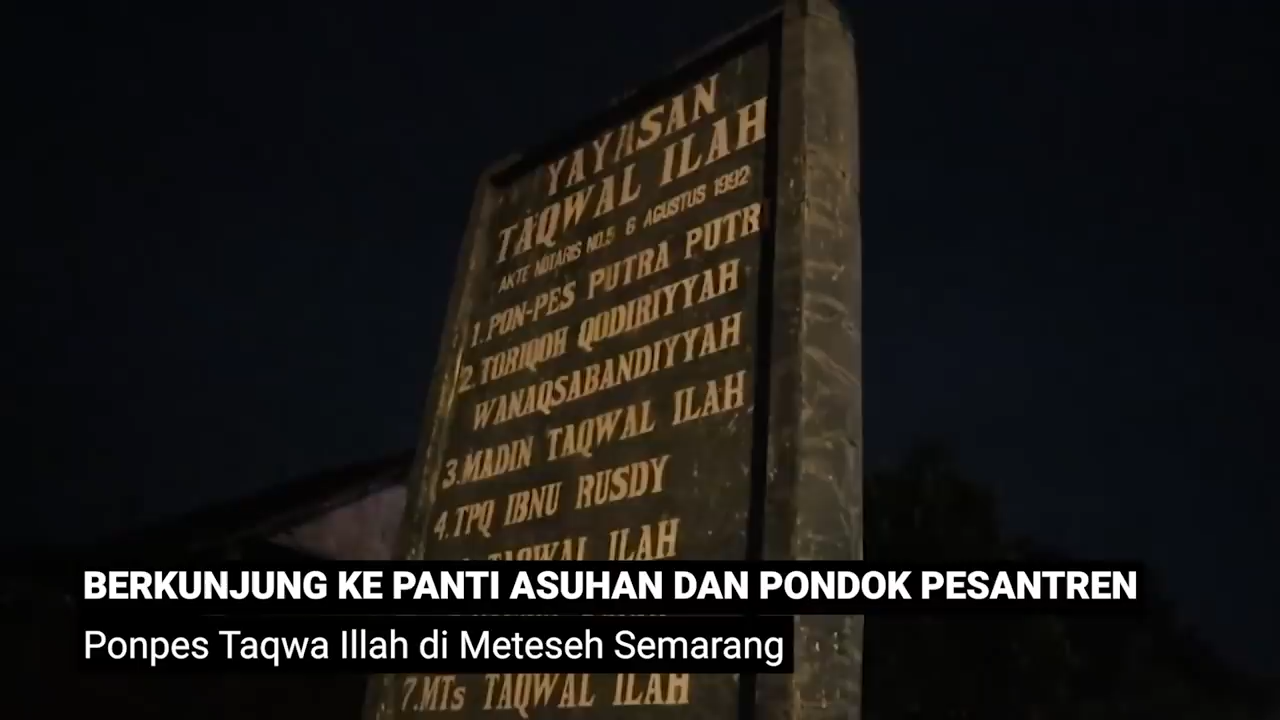 YAYASAN
TAQWAL ILAH
AKTE NOTARIS NO.5 6 AGUSTUS 1992
1. PON-PES PUTRA PUTR
2. TORIQOH QODIRIYYAH
WANAQSABANDIYYAH
3. MADIN TAQWAL ILAH
4. TPQ IBNU RUSDY
TAQWAL ILAH
BERKUNJUNG KE PANTI ASUHAN DAN PONDOK PESANTREN
Ponpes Taqwa Illah di Meteseh Semarang
7. MTs TAQWAL ILAH